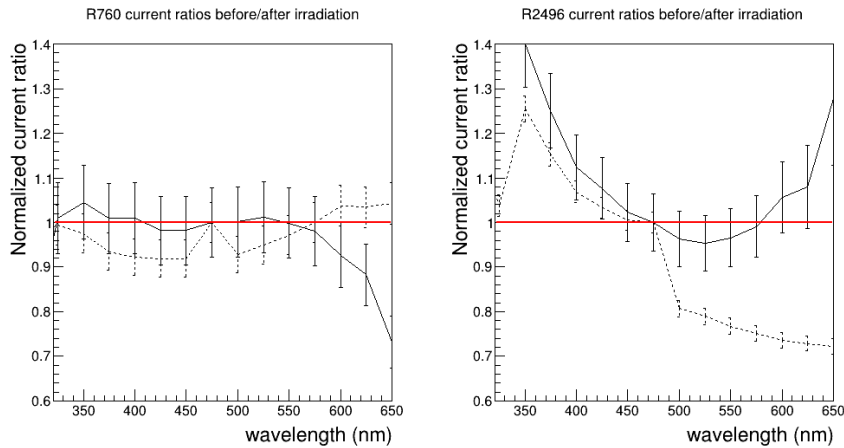 R760 current ratios before/after irradiation
Normalized current ratio
1.4
1.3
1.2
1.1
1
0.9
0.8
0.7
0.6
350 400 450 500 550 600 650
wavelength (nm)
R2496 current ratios before/after irradiation
Normalized current ratio
1.4
1.3
1.2
1.1
1
0.9
0.8
0.7
0.6
350 400 450 500 550 600 650
wavelength (nm)